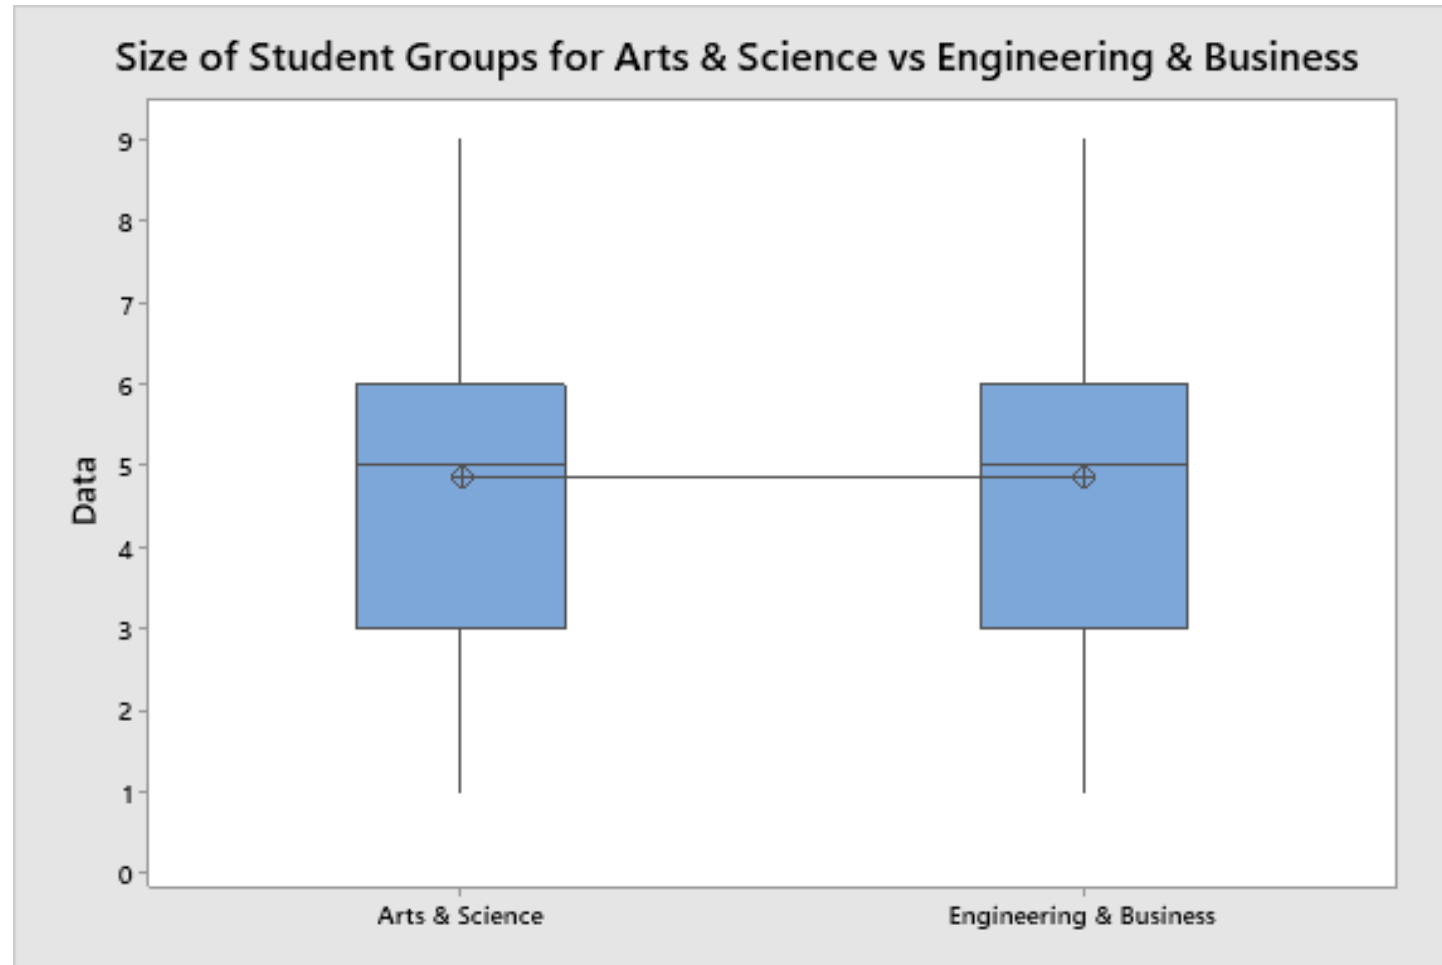 Size of Student Groups for Arts & Science vs Engineering & Business
9
8
7
6
5
4
3
2
1
0
Data
Arts & Science
Engineering & Business